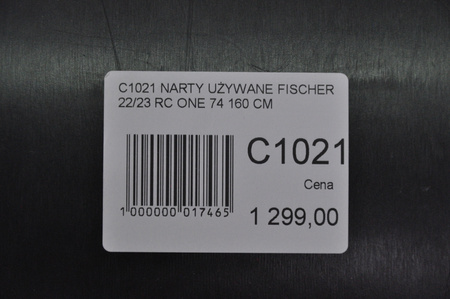 C1021 NARTY UŻYWANE FISCHER
22/23 RC ONE 74 160 CM
C1021
Cena
1 000000 017465
1 299,00